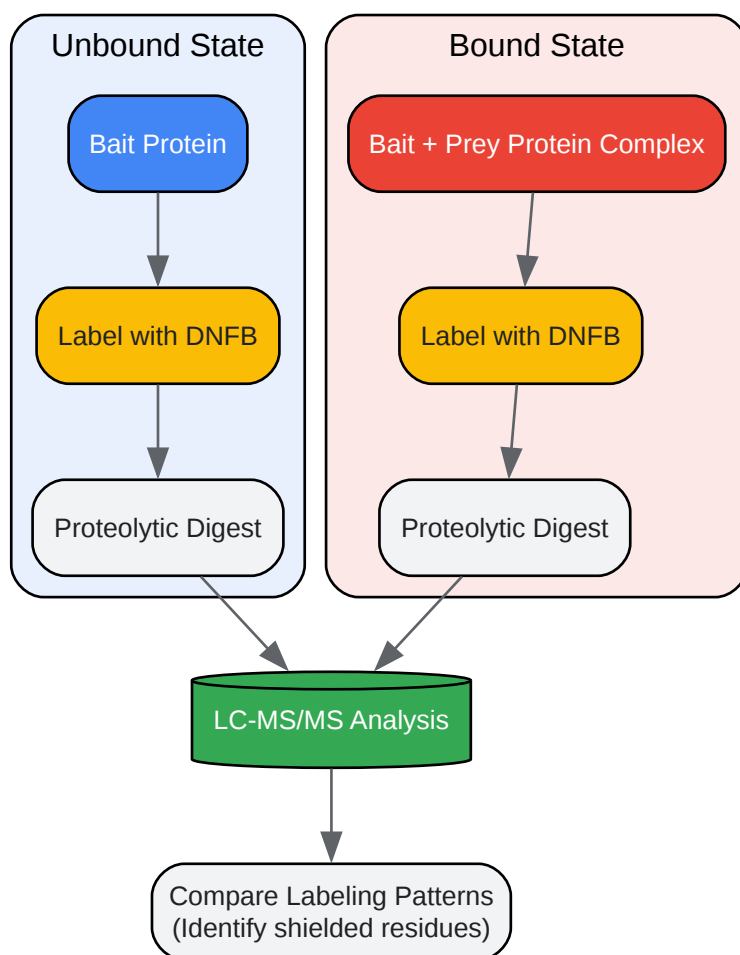 Unbound State
Bound State
Bait Protein
Bait + Prey Protein Complex
Label with DNFB
Label with DNFB
Proteolytic Digest
Proteolytic Digest
LC-MS/MS Analysis
Compare Labeling Patterns
(Identify shielded residues)